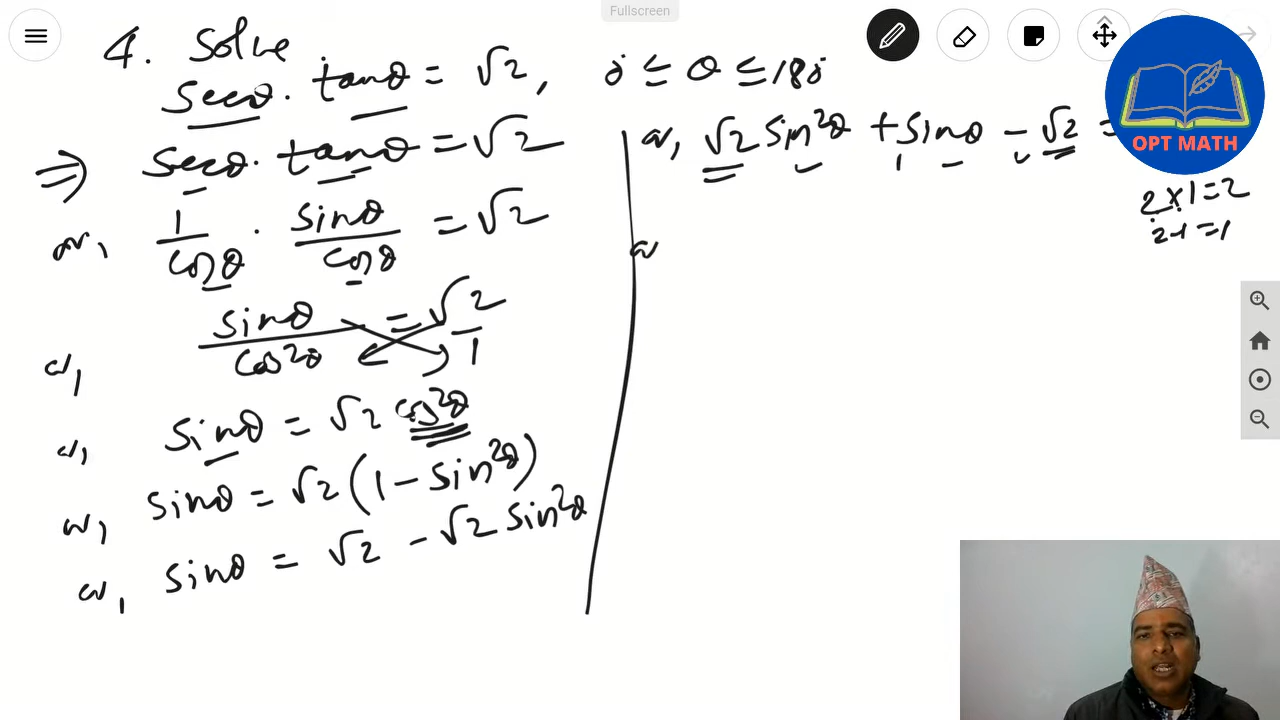 Fullscreen
4. Solve
secθ. tanθ = √2, 0° ≤ θ ≤ 180°
⇒ secθ. tanθ = √2
or, 1/cosθ . sinθ/cosθ = √2
or, sinθ/cos²θ = √2/1
or, sinθ = √2 cos²θ
or, sinθ = √2 (1 - sin²θ)
or, sinθ = √2 - √2 sin²θ
or, √2 sin²θ + sinθ - √2 =
1
2x1=2
2-1=1
or
OPT MATH